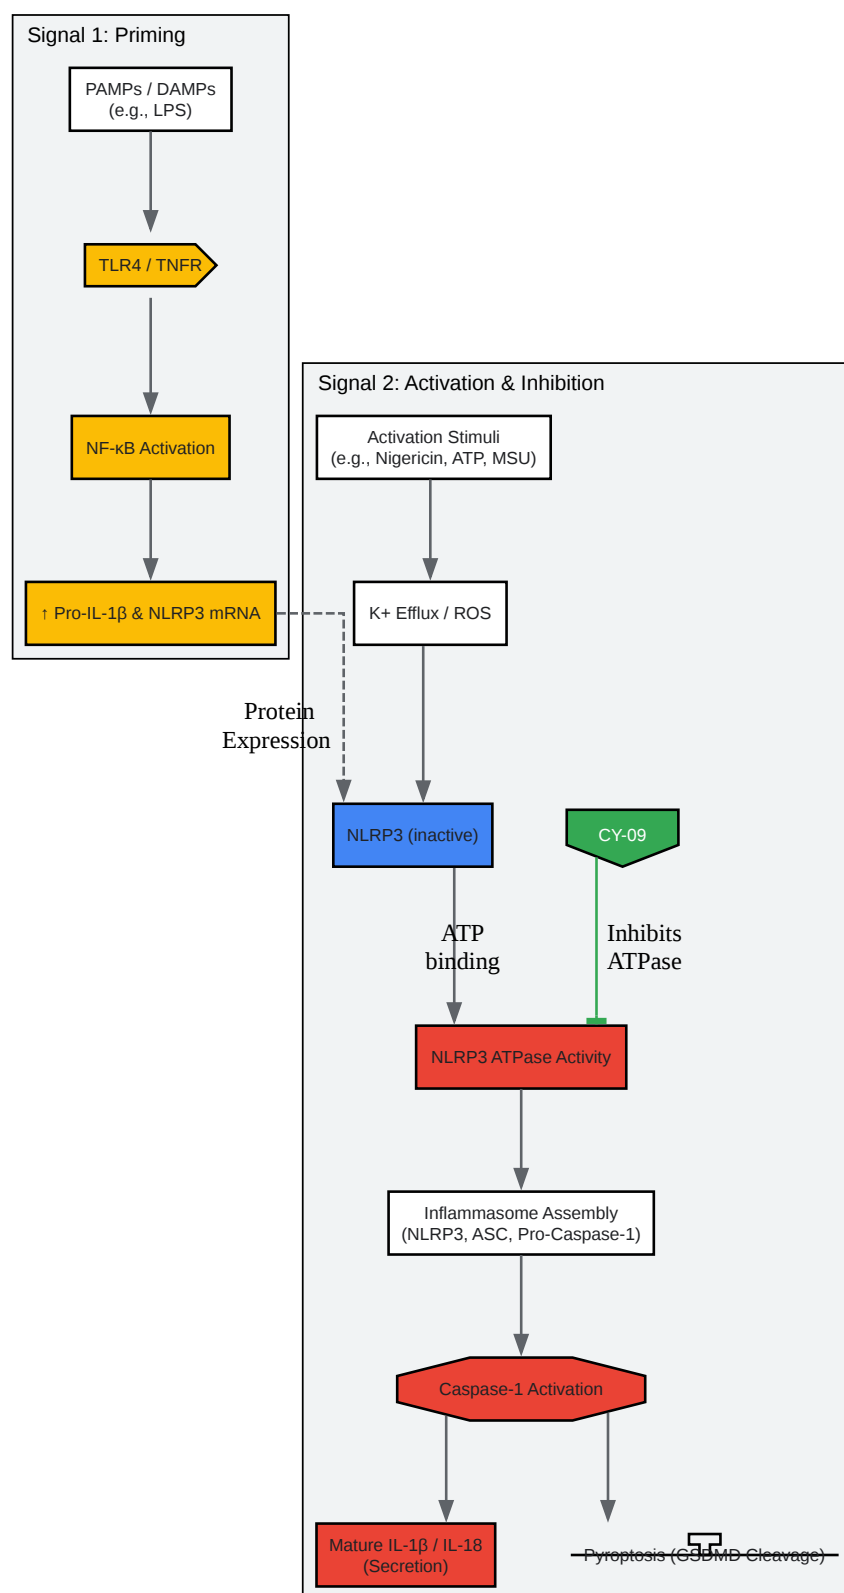 Signal 1: Priming
PAMPs / DAMPs
(e.g., LPS)
TLR4 / TNFR
NF-κB Activation
↑ Pro-IL-1β & NLRP3 mRNA
Signal 2: Activation & Inhibition
Activation Stimuli
(e.g., Nigericin, ATP, MSU)
K+ Efflux / ROS
Protein
Expression
NLRP3 (inactive)
CY-09
ATP
binding
Inhibits
ATPase
NLRP3 ATPase Activity
Inflammasome Assembly
(NLRP3, ASC, Pro-Caspase-1)
Caspase-1 Activation
Mature IL-1β / IL-18
(Secretion)
Pyroptosis (GSDMD Cleavage)